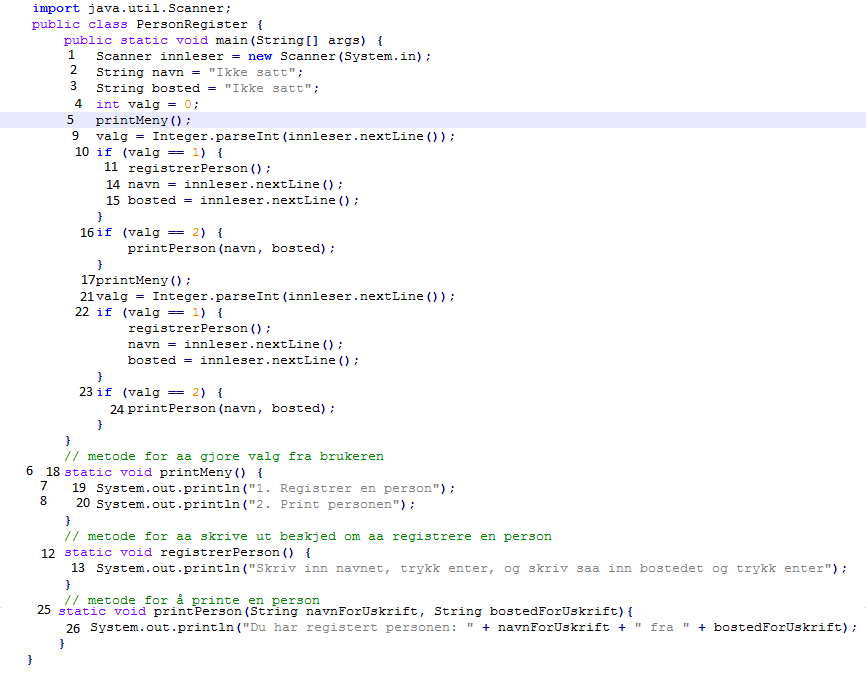 import java.util.Scanner;
public class PersonRegister {
public static void main(String[] args) {
1 Scanner innleser = new Scanner(System.in);
2 String navn = "Ikke satt";
3 String bosted = "Ikke satt";
4 int valg = 0;
5 printMeny();
9 valg = Integer.parseInt(innleser.nextLine());
10 if (valg == 1) {
11 registrerPerson();
14 navn = innleser.nextLine();
15 bosted = innleser.nextLine();
}
16 if (valg == 2) {
printPerson(navn, bosted);
}
17 printMeny();
21 valg = Integer.parseInt(innleser.nextLine());
22 if (valg == 1) {
registrerPerson();
navn = innleser.nextLine();
bosted = innleser.nextLine();
}
23 if (valg == 2) {
24 printPerson(navn, bosted);
}
}
// metode for aa gjore valg fra brukeren
6 18 static void printMeny() {
7 19 System.out.println("1. Registrer en person");
8 20 System.out.println("2. Print personen");
}
// metode for aa skrive ut beskjed om aa registrere en person
12 static void registrerPerson() {
13 System.out.println("Skriv inn navnet, trykk enter, og skriv saa inn bostedet og trykk enter");
}
// metode for å printe en person
25 static void printPerson(String navnForUskrift, String bostedForUskrift){
26 System.out.println("Du har registert personen: " + navnForUskrift + " fra " + bostedForUskrift);
}
}